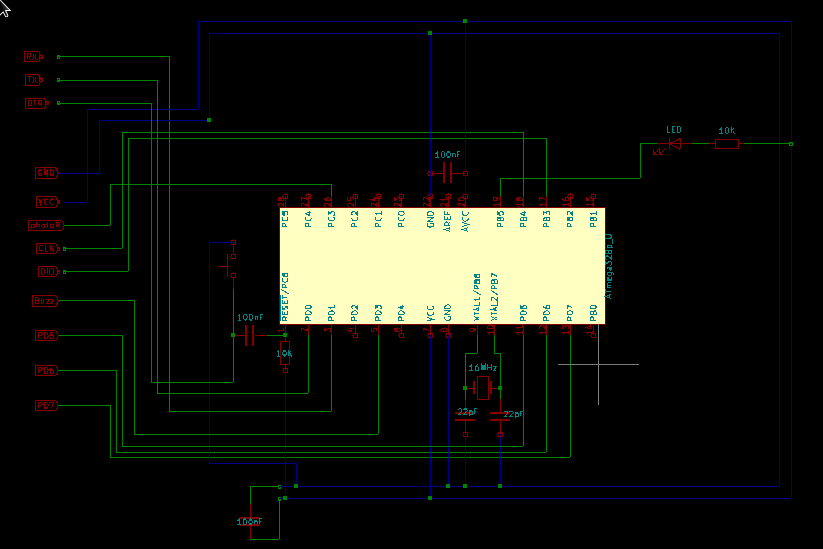 Rx
TX
DTR
GND
VCC
photoR
CLK
DIO
Buzz
PD5
PD6
PD7
LED
10K
100nF
28 27 26 25 24 23 22 21 20 19 18 17 16 15
PC5 PC4 PC3 PC2 PC1 PC0 GND AREF AVCC PB5 PB4 PB3 PB2 PB1
ATmega328p_U
RESET/PC6 PD0 PD1 PD2 PD3 PD4 VCC GND XTAL1/PB6 XTAL2/PB7 PD5 PD6 PD7 PB0
1 2 3 4 5 6 7 8 9 10 11 12 13 14
100nF
10K
16MHz
22pF
22pF
100nF